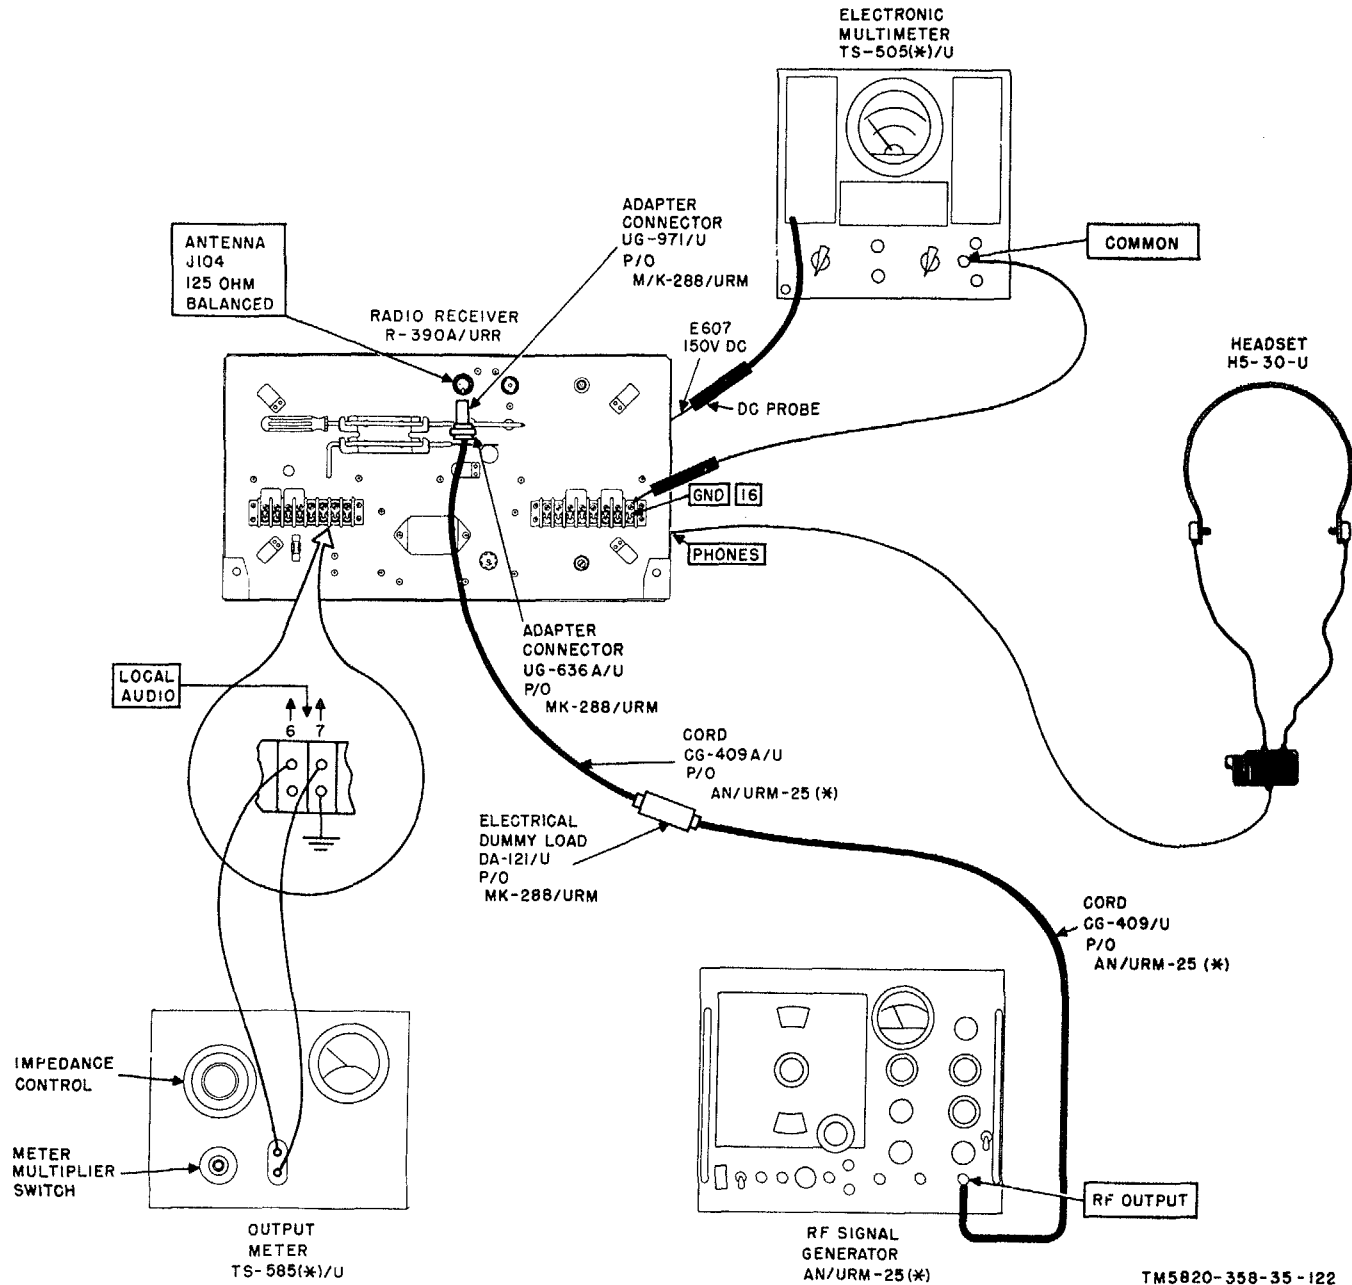 ELECTRONIC
MULTIMETER
TS-505(*)/U
ADAPTER
CONNECTOR
UG-971/U
P/O
M/K-288/URM
ANTENNA
J104
125 OHM
BALANCED
COMMON
RADIO RECEIVER
R-390A/URR
E607
150V DC
HEADSET
H5-30-U
DC PROBE
GND 16
PHONES
ADAPTER
CONNECTOR
UG-636A/U
P/O
MK-288/URM
LOCAL
AUDIO
6 7
CORD
CG-409A/U
P/O
AN/URM-25 (*)
ELECTRICAL
DUMMY LOAD
DA-121/U
P/O
MK-288/URM
CORD
CG-409/U
P/O
AN/URM-25 (*)
IMPEDANCE
CONTROL
METER
MULTIPLIER
SWITCH
RF OUTPUT
OUTPUT
METER
TS-585(*)/U
RF SIGNAL
GENERATOR
AN/URM-25(*)
TM5820-358-35-122